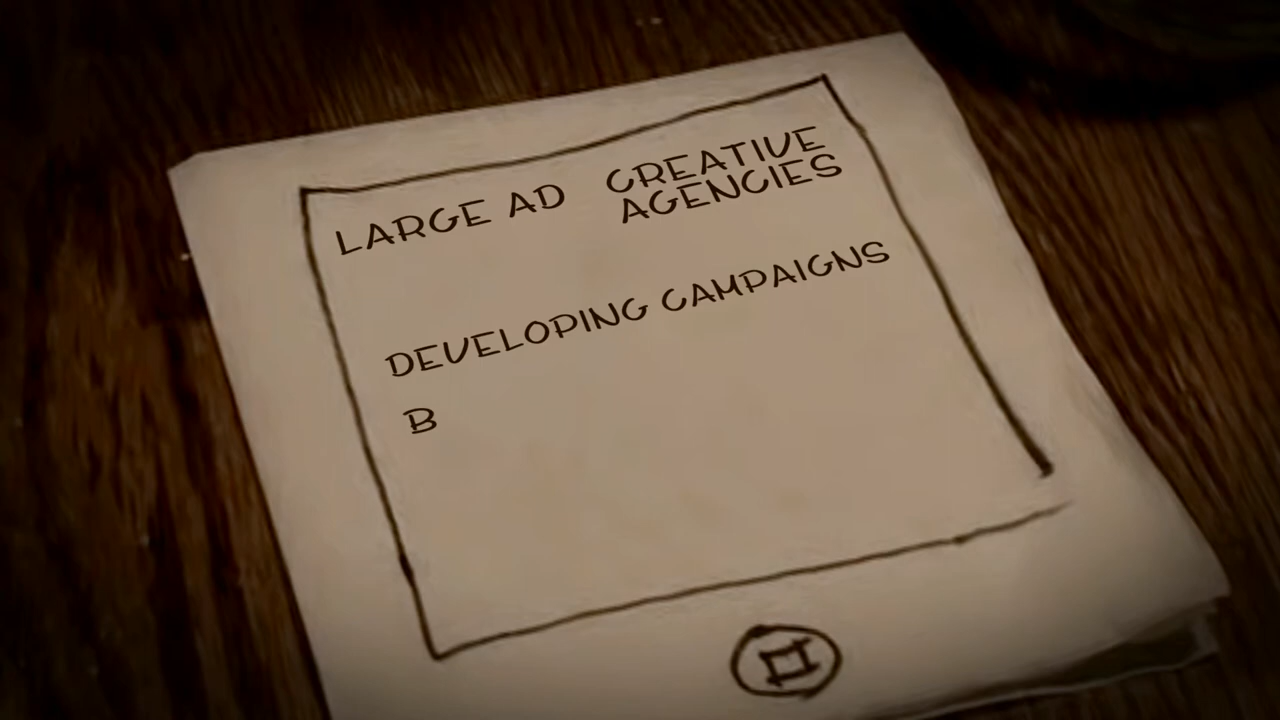 LARGE AD
CREATIVE
AGENCIES
DEVELOPING CAMPAIGNS
B